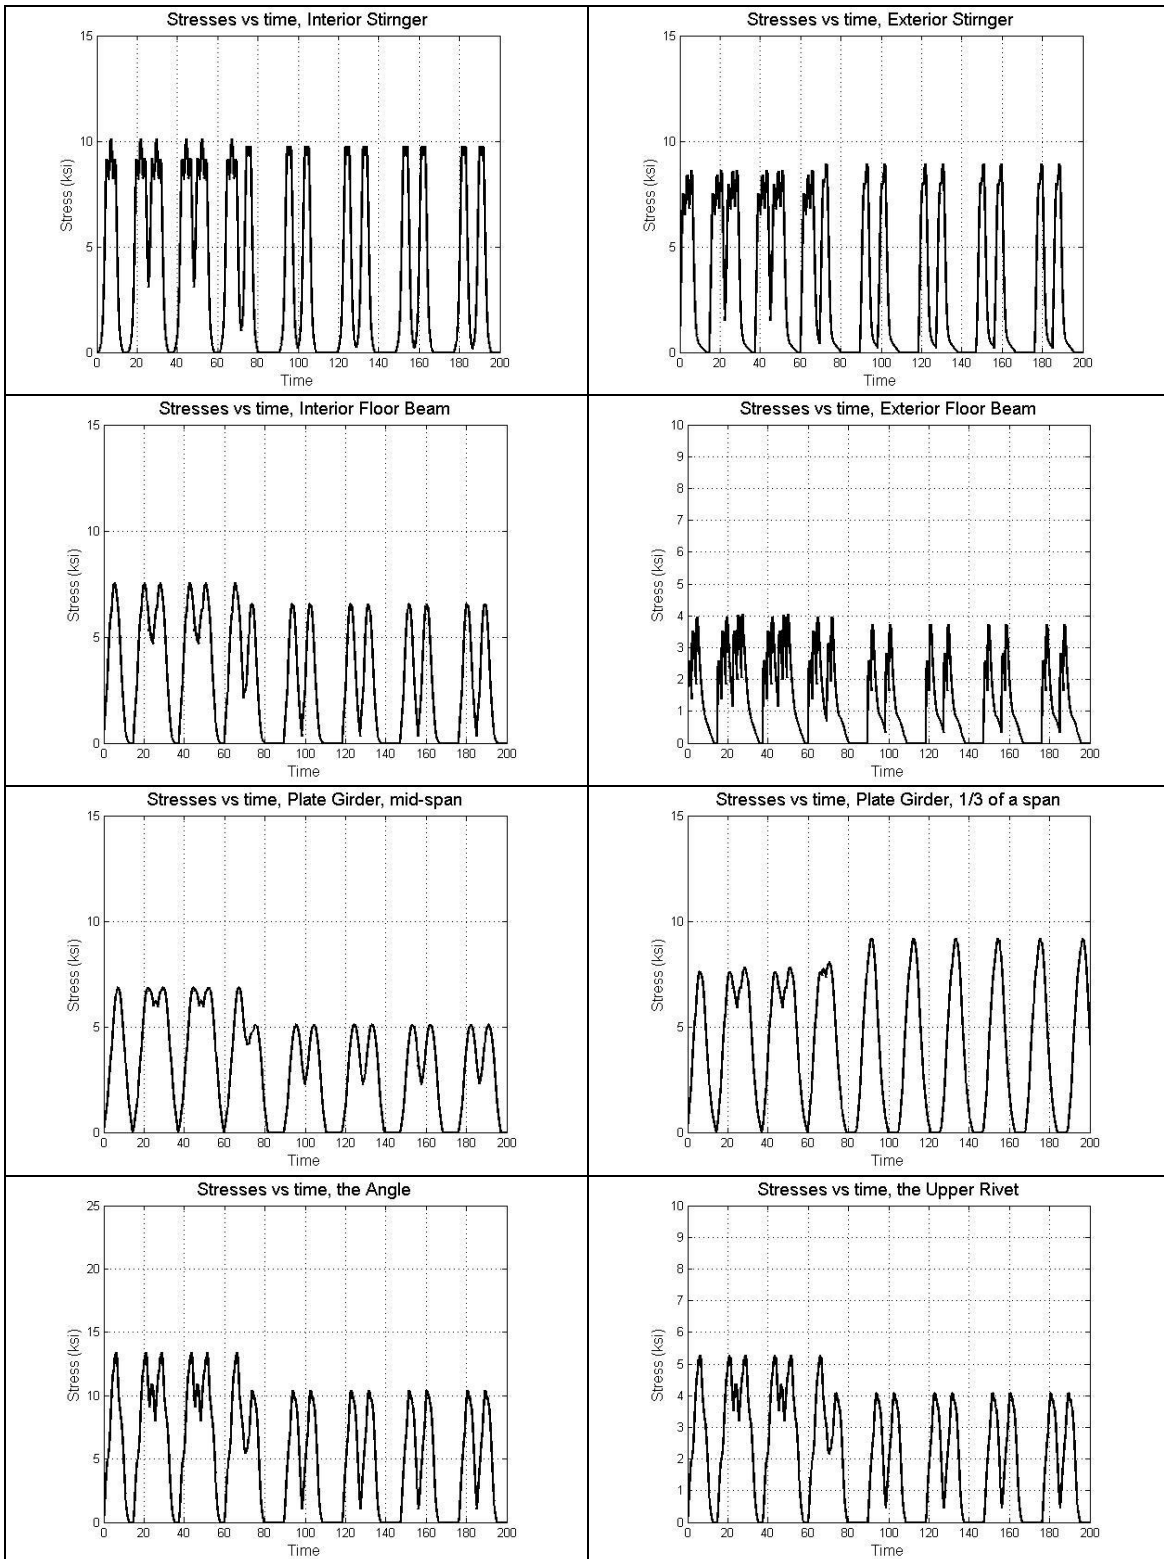 Stresses vs time, Interior Stirnger
Stress (ksi)
15
10
5
0
0 20 40 60 80 100 120 140 160 180 200
Time
Stresses vs time, Exterior Stirnger
Stress (ksi)
15
10
5
0
0 20 40 60 80 100 120 140 160 180 200
Time
Stresses vs time, Interior Floor Beam
Stress (ksi)
15
10
5
0
0 20 40 60 80 100 120 140 160 180 200
Time
Stresses vs time, Exterior Floor Beam
Stress (ksi)
10
9
8
7
6
5
4
3
2
1
0
0 20 40 60 80 100 120 140 160 180 200
Time
Stresses vs time, Plate Girder, mid-span
Stress (ksi)
15
10
5
0
0 20 40 60 80 100 120 140 160 180 200
Time
Stresses vs time, Plate Girder, 1/3 of a span
Stress (ksi)
15
10
5
0
0 20 40 60 80 100 120 140 160 180 200
Time
Stresses vs time, the Angle
Stress (ksi)
25
20
15
10
5
0
0 20 40 60 80 100 120 140 160 180 200
Time
Stresses vs time, the Upper Rivet
Stress (ksi)
10
9
8
7
6
5
4
3
2
1
0
0 20 40 60 80 100 120 140 160 180 200
Time